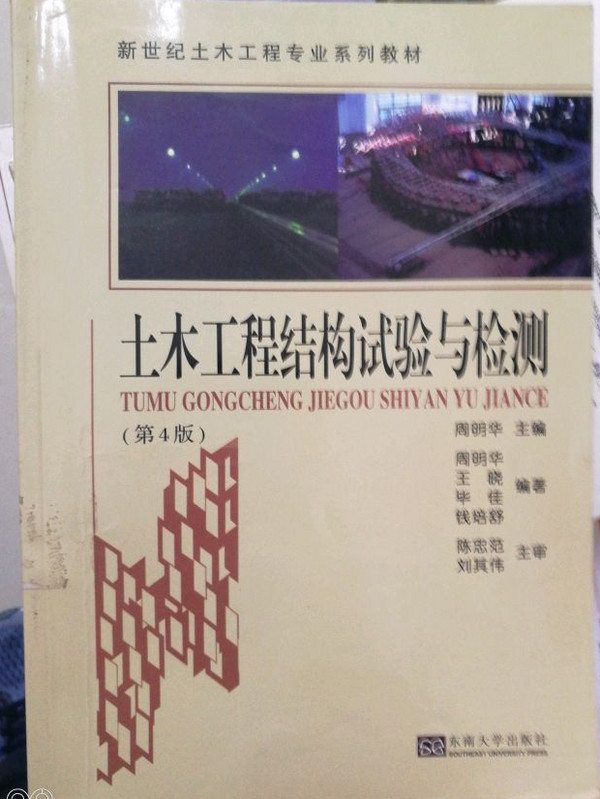 新世纪土木工程专业系列教材
土木工程结构试验与检测
TUMU GONGCHENG JIEGOU SHIYAN YU JIANCE
(第4版)
周明华 主编
周明华
王 晓
毕 佳 编著
钱培舒
陈忠范
刘其伟 主审
东南大学出版社
SOUTHEAST UNIVERSITY PRESS